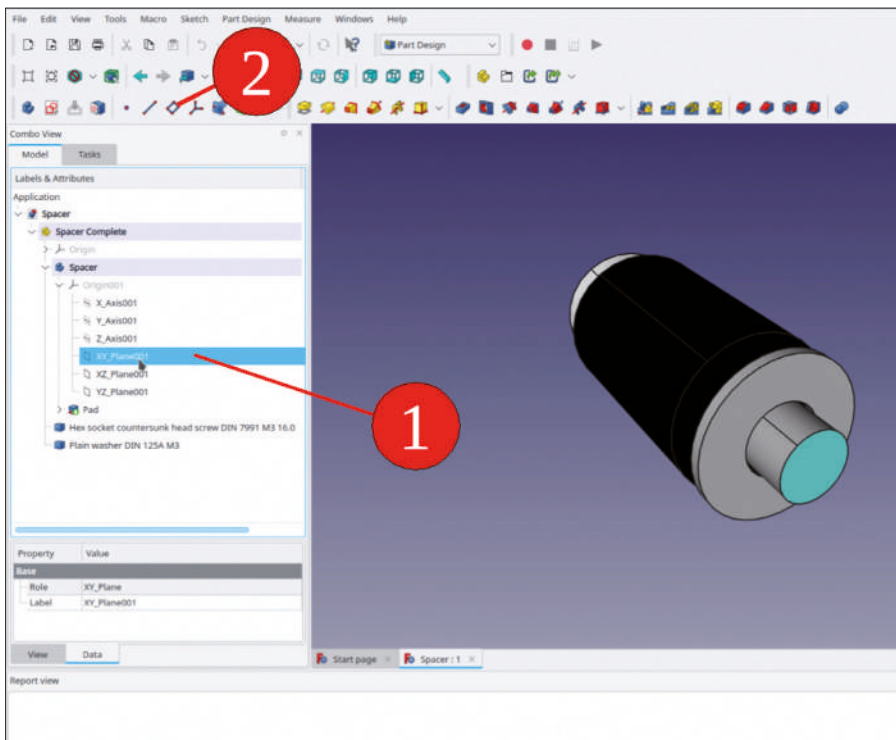 File Edit View Tools Macro Sketch Part Design Measure Windows Help
Part Design
2
Combo View
Model Tasks
Labels & Attributes
Application
Spacer
Spacer Complete
Origin
Spacer
Origin001
X_Axis001
Y_Axis001
Z_Axis001
XY_Plane001
XZ_Plane001
YZ_Plane001
Pad
Hex socket countersunk head screw DIN 7991 M3 16.0
Plain washer DIN 125A M3
1
Property Value
Base
Role XY_Plane
Label XY_Plane001
View Data
Start page Spacer : 1
Report view